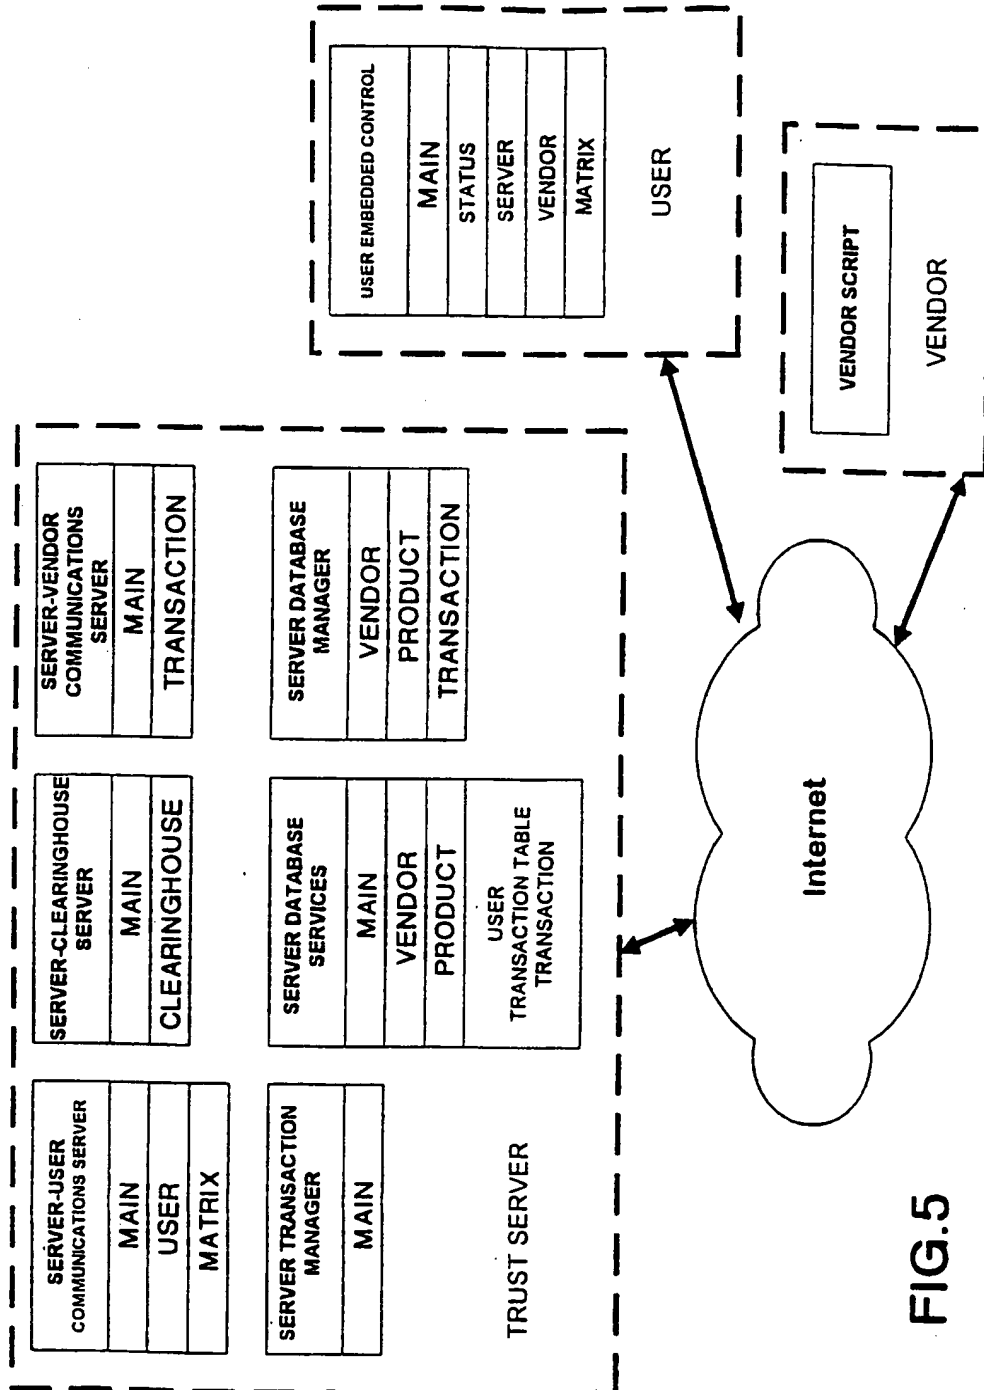 SERVER-USER
COMMUNICATIONS SERVER
MAIN
USER
MATRIX
SERVER-CLEARINGHOUSE
SERVER
MAIN
CLEARINGHOUSE
SERVER-VENDOR
COMMUNICATIONS
SERVER
MAIN
TRANSACTION
SERVER TRANSACTION
MANAGER
MAIN
SERVER DATABASE
SERVICES
MAIN
VENDOR
PRODUCT
USER
TRANSACTION TABLE
TRANSACTION
SERVER DATABASE
MANAGER
VENDOR
PRODUCT
TRANSACTION
TRUST SERVER
USER EMBEDDED CONTROL
MAIN
STATUS
SERVER
VENDOR
MATRIX
USER
Internet
VENDOR SCRIPT
VENDOR
FIG.5